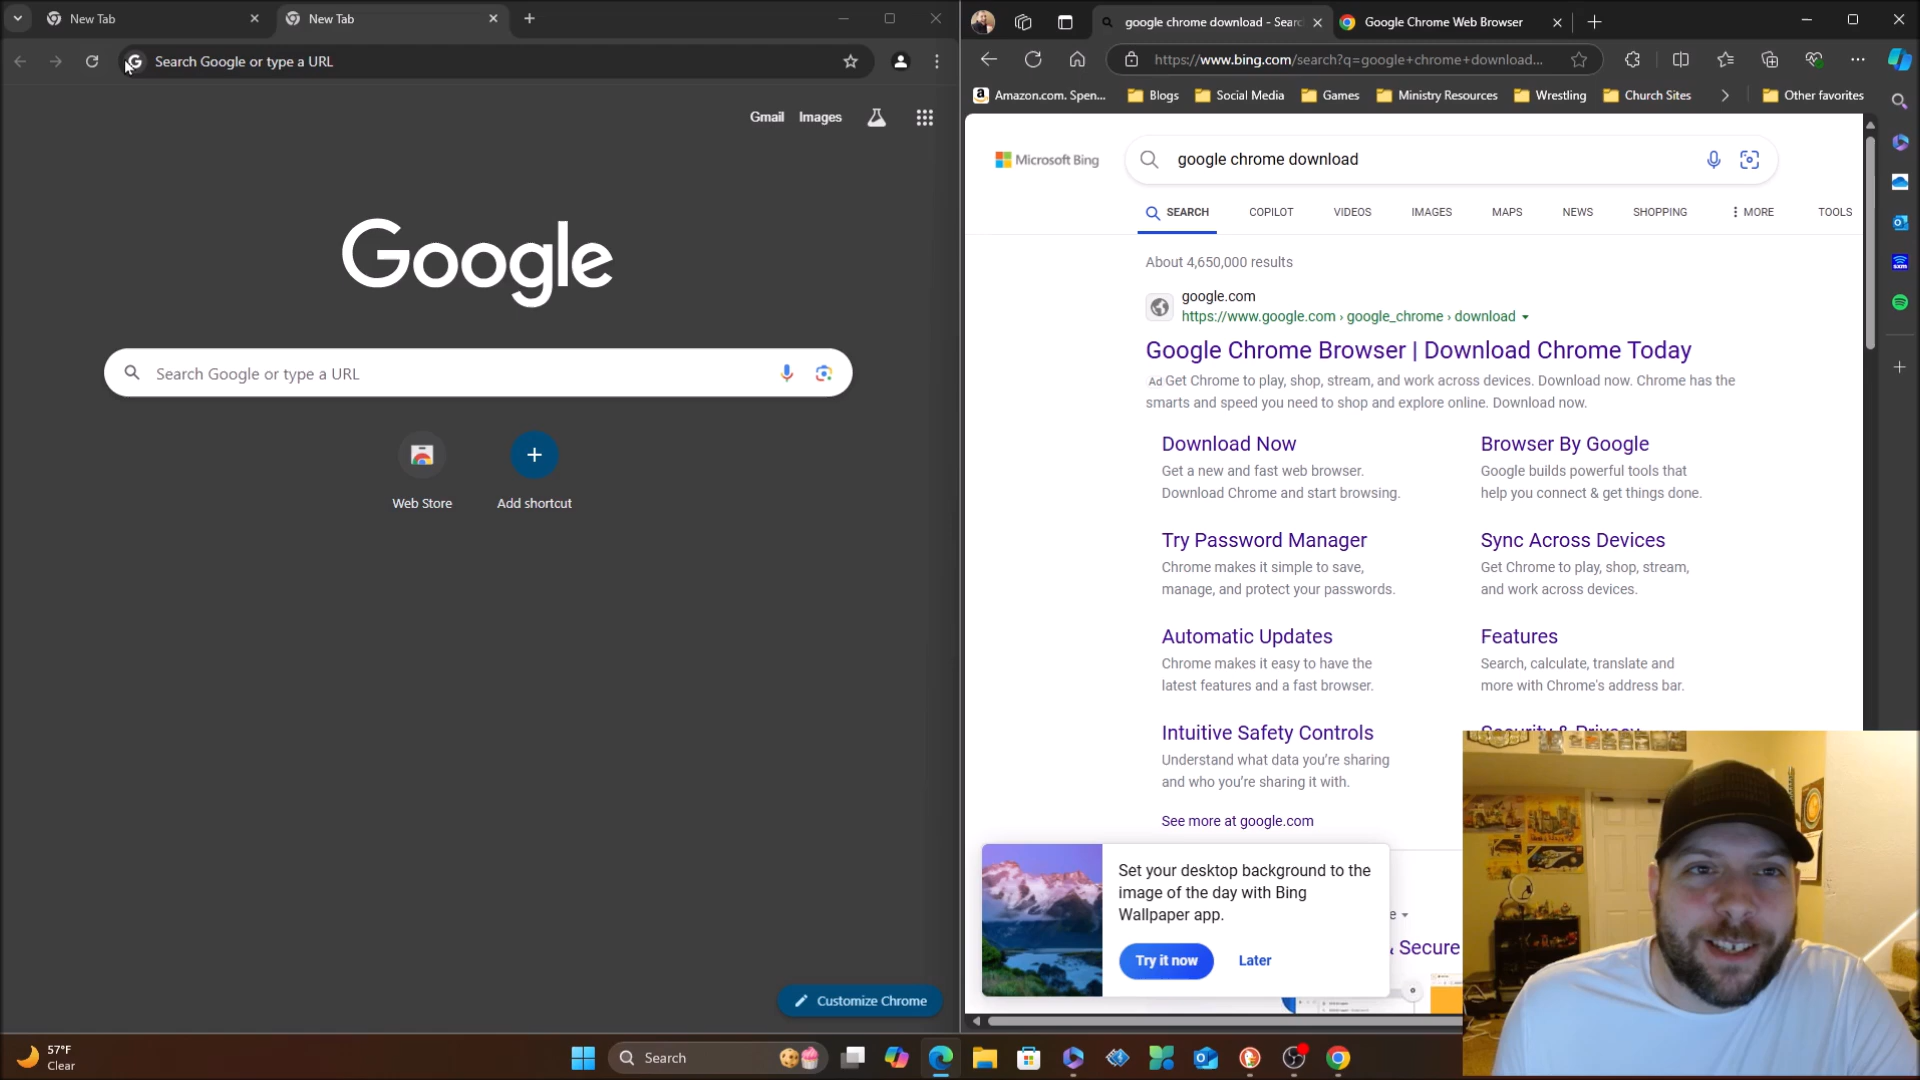 New Tab
New Tab
Search Google or type a URL
Gmail Images
Google
Search Google or type a URL
Web Store
Add shortcut
Customize Chrome
google chrome download - Searc
Google Chrome Web Browser
https://www.bing.com/search?q=google+chrome+download...
Amazon.com. Spen...
Blogs
Social Media
Games
Ministry Resources
Wrestling
Church Sites
Other favorites
Microsoft Bing
google chrome download
SEARCH
COPILOT
VIDEOS
IMAGES
MAPS
NEWS
SHOPPING
MORE
TOOLS
About 4,650,000 results
google.com
https://www.google.com › google_chrome › download
Google Chrome Browser | Download Chrome Today
Ad Get Chrome to play, shop, stream, and work across devices. Download now. Chrome has the
smarts and speed you need to shop and explore online. Download now.
Download Now
Get a new and fast web browser.
Download Chrome and start browsing.
Browser By Google
Google builds powerful tools that
help you connect & get things done.
Try Password Manager
Chrome makes it simple to save,
manage, and protect your passwords.
Sync Across Devices
Get Chrome to play, shop, stream,
and work across devices.
Automatic Updates
Chrome makes it easy to have the
latest features and a fast browser.
Features
Search, calculate, translate and
more with Chrome's address bar.
Intuitive Safety Controls
Understand what data you're sharing
and who you're sharing it with.
Security & Privacy
See more at google.com
Set your desktop background to the
image of the day with Bing
Wallpaper app.
Try it now
Later
& Secure
57°F
Clear
Search